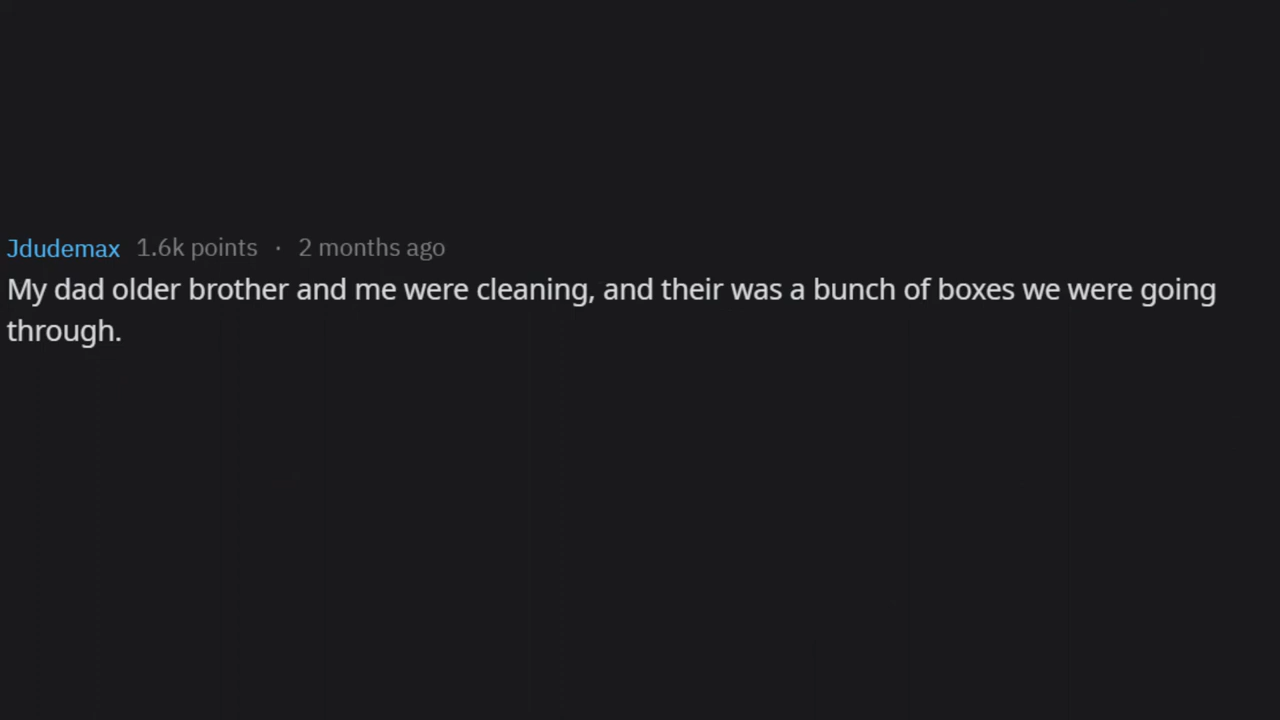 Jdudemax 1.6k points · 2 months ago
My dad older brother and me were cleaning, and their was a bunch of boxes we were going
through.